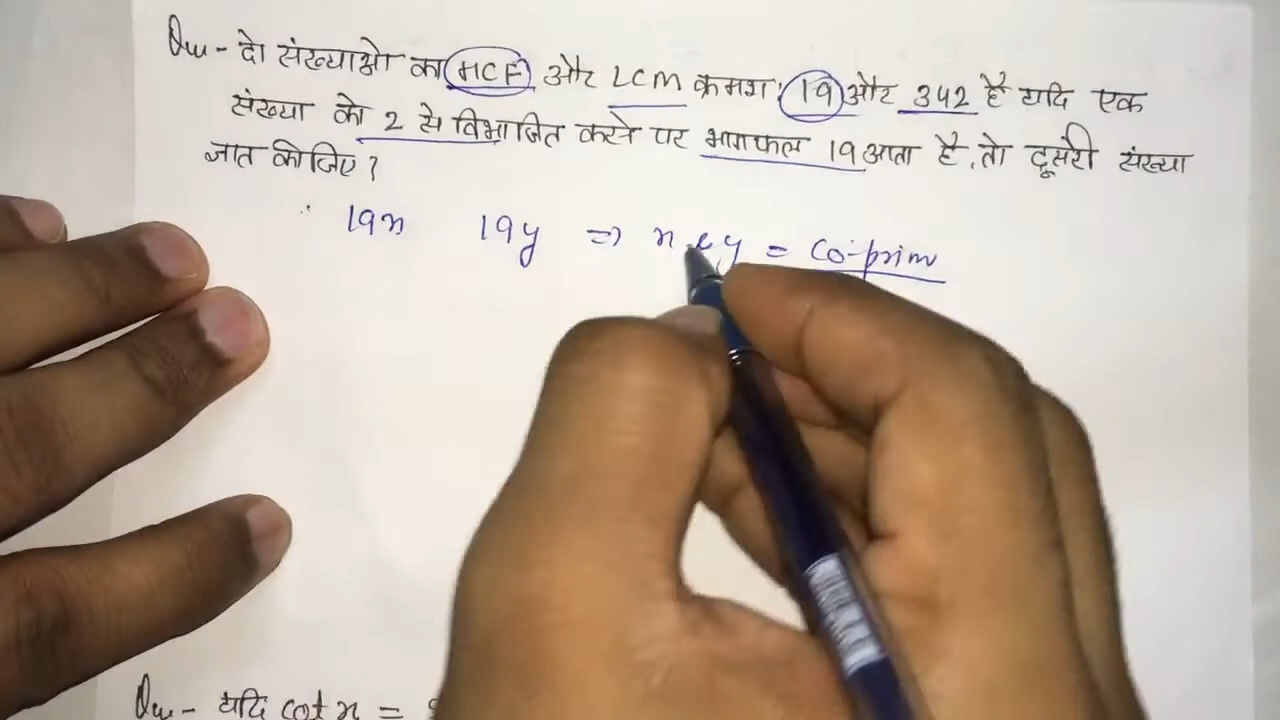 Qu - दो संख्याओ का HCF और LCM क्रमश: 19 और 342 है यदि एक
संख्या को 2 से विभाजित करने पर भागफल 19 आता है, तो दूसरी संख्या
ज्ञात कीजिए ?
19x 19y => x & y = Co-prim
Qu - यदि cot x =